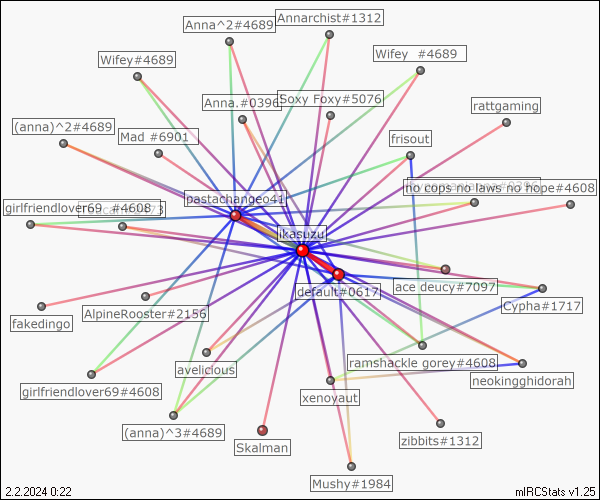 Anna^2#4689
Annarchist#1312
Wifey#4689
Wifey #4689
Anna.#0396
Soxy Foxy#5076
rattgaming
(anna)^2#4689
Mad #6901
frisout
no cops no laws no hope#4608
pastachange041
girlfriendlover69 #4608
ikasuzu
default#0617
ace deucy#7097
Cypha#1717
fakedingo
AlpineRooster#2156
avelicious
ramshackle gorey#4608
girlfriendlover69#4608
xenoyaut
neokingghidorah
(anna)^3#4689
Skalman
zibbits#1312
Mushy#1984
2.2.2024 0:22
mIRCStats v1.25